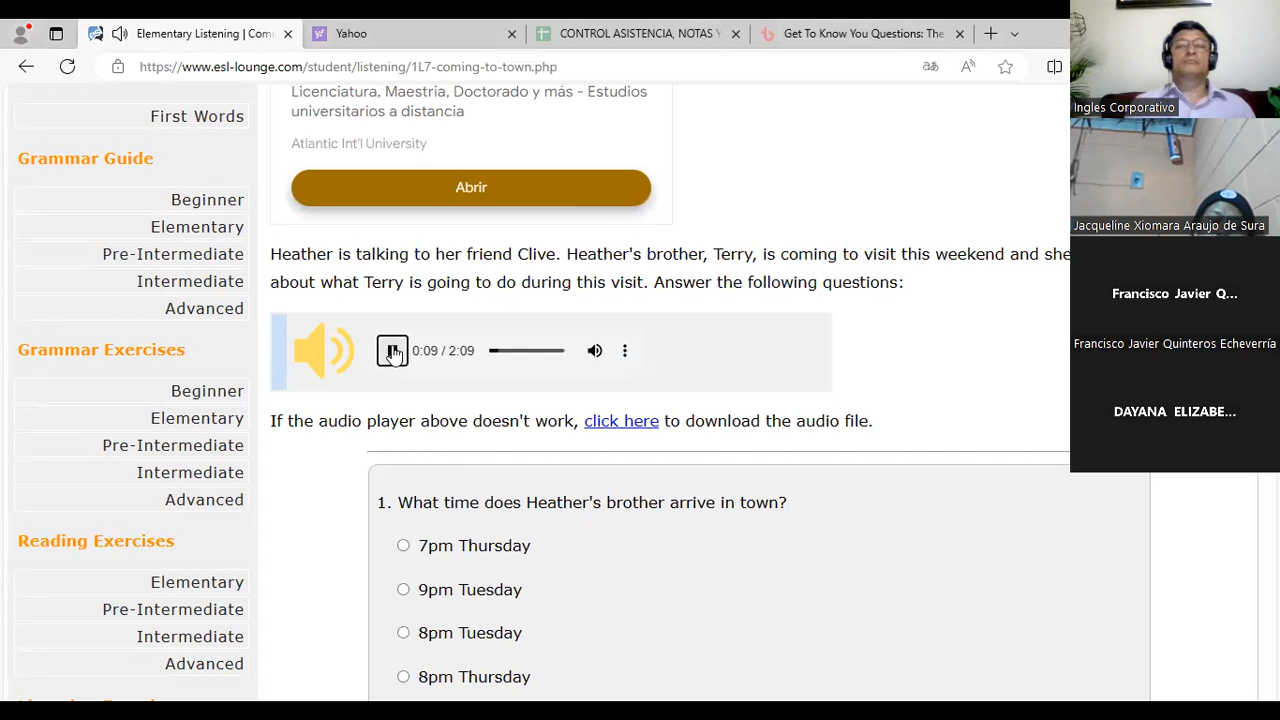 Elementary Listening | Com
Yahoo
CONTROL ASISTENCIA, NOTAS
Get To Know You Questions: The
https://www.esl-lounge.com/student/listening/1L7-coming-to-town.php
First Words
Grammar Guide
Beginner
Elementary
Pre-Intermediate
Intermediate
Advanced
Grammar Exercises
Beginner
Elementary
Pre-Intermediate
Intermediate
Advanced
Reading Exercises
Elementary
Pre-Intermediate
Intermediate
Advanced
Licenciatura, Maestría, Doctorado y más - Estudios
universitarios a distancia
Atlantic Int'l University
Abrir
Heather is talking to her friend Clive. Heather's brother, Terry, is coming to visit this weekend and she
about what Terry is going to do during this visit. Answer the following questions:
0:09 / 2:09
If the audio player above doesn't work, click here to download the audio file.
1. What time does Heather's brother arrive in town?
7pm Thursday
9pm Tuesday
8pm Tuesday
8pm Thursday
Ingles Corporativo
Jacqueline Xiomara Araujo de Sura
Francisco Javier Q...
Francisco Javier Quinteros Echeverría
DAYANA ELIZABE...